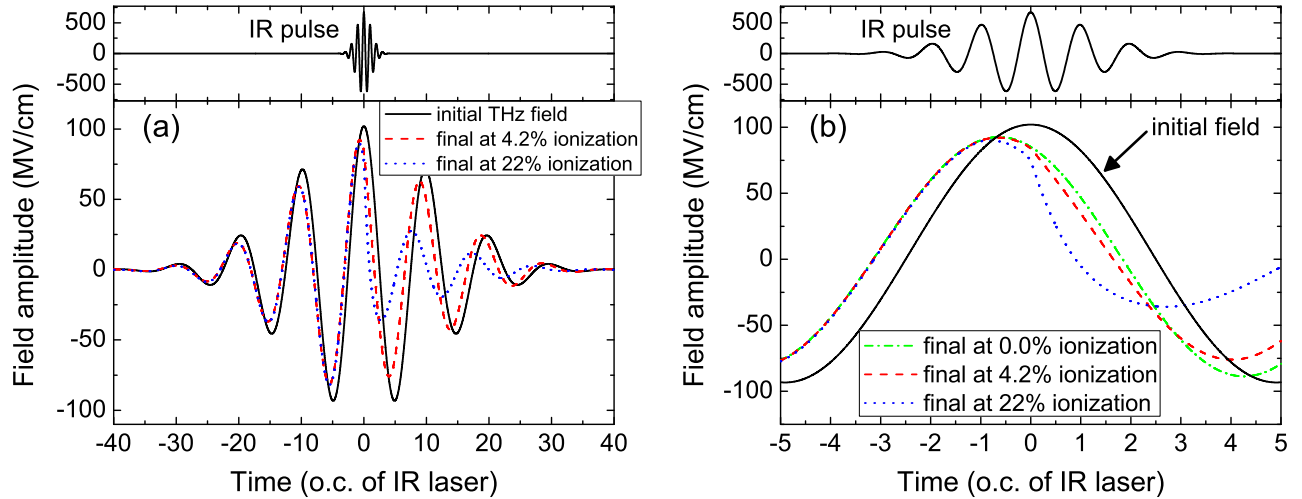 500
0
-500
IR pulse
(a)
initial THz field
final at 4.2% ionization
final at 22% ionization
100
50
0
-50
-100
Field amplitude (MV/cm)
-40 -30 -20 -10 0 10 20 30 40
Time (o.c. of IR laser)
500
0
-500
IR pulse
(b)
initial field
100
50
0
-50
-100
Field amplitude (MV/cm)
final at 0.0% ionization
final at 4.2% ionization
final at 22% ionization
-5 -4 -3 -2 -1 0 1 2 3 4 5
Time (o.c. of IR laser)